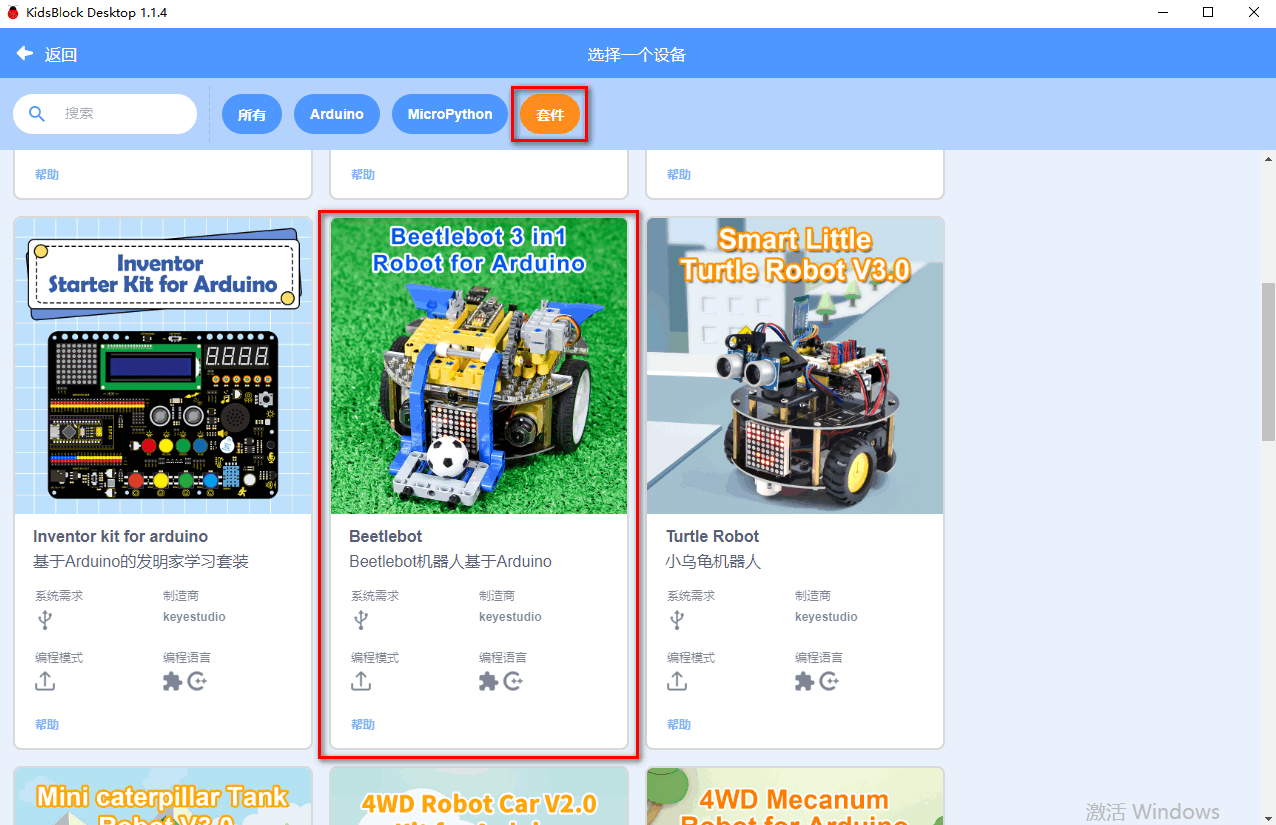 KidsBlock Desktop 1.1.4
返回
选择一个设备
搜索
所有
Arduino
MicroPython
套件
帮助
帮助
帮助
Inventor
Starter Kit for Arduino
Inventor kit for arduino
基于Arduino的发明家学习套装
系统需求
制造商
keyestudio
编程模式
编程语言
帮助
Beetlebot 3 in1
Robot for Arduino
Beetlebot
Beetlebot机器人基于Arduino
系统需求
制造商
keyestudio
编程模式
编程语言
帮助
Smart Little
Turtle Robot V3.0
Turtle Robot
小乌龟机器人
系统需求
制造商
keyestudio
编程模式
编程语言
帮助
Mini caterpillar Tank
Robot V3.0
4WD Robot Car V2.0
Kit for Arduino
4WD Mecanum
Robot for Arduino
激活 Windows